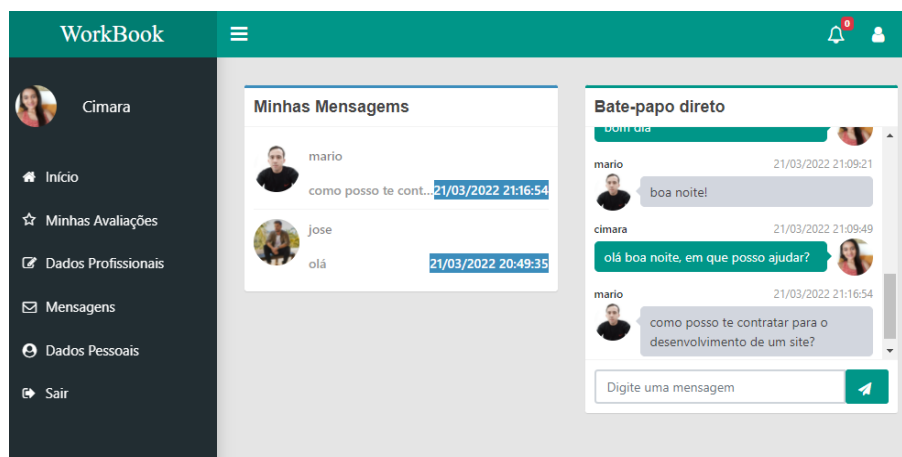 WorkBook
0
Cimara
Início
Minhas Avaliações
Dados Profissionais
Mensagens
Dados Pessoais
Sair
Minhas Mensagems
mario
como posso te cont...21/03/2022 21:16:54
jose
olá 21/03/2022 20:49:35
Bate-papo direto
bom dia
mario 21/03/2022 21:09:21
boa noite!
cimara 21/03/2022 21:09:49
olá boa noite, em que posso ajudar?
mario 21/03/2022 21:16:54
como posso te contratar para o
desenvolvimento de um site?
Digite uma mensagem